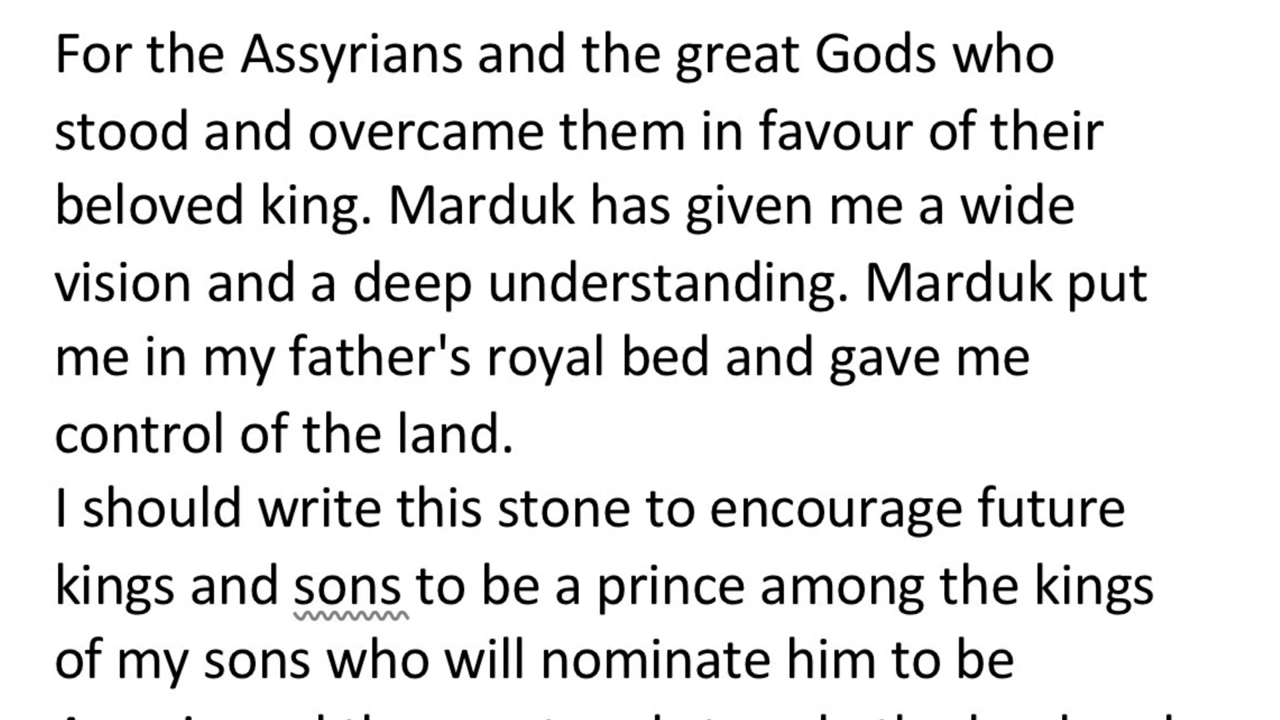 For the Assyrians and the great Gods who
stood and overcame them in favour of their
beloved king. Marduk has given me a wide
vision and a deep understanding. Marduk put
me in my father's royal bed and gave me
control of the land.
I should write this stone to encourage future
kings and sons to be a prince among the kings
of my sons who will nominate him to be